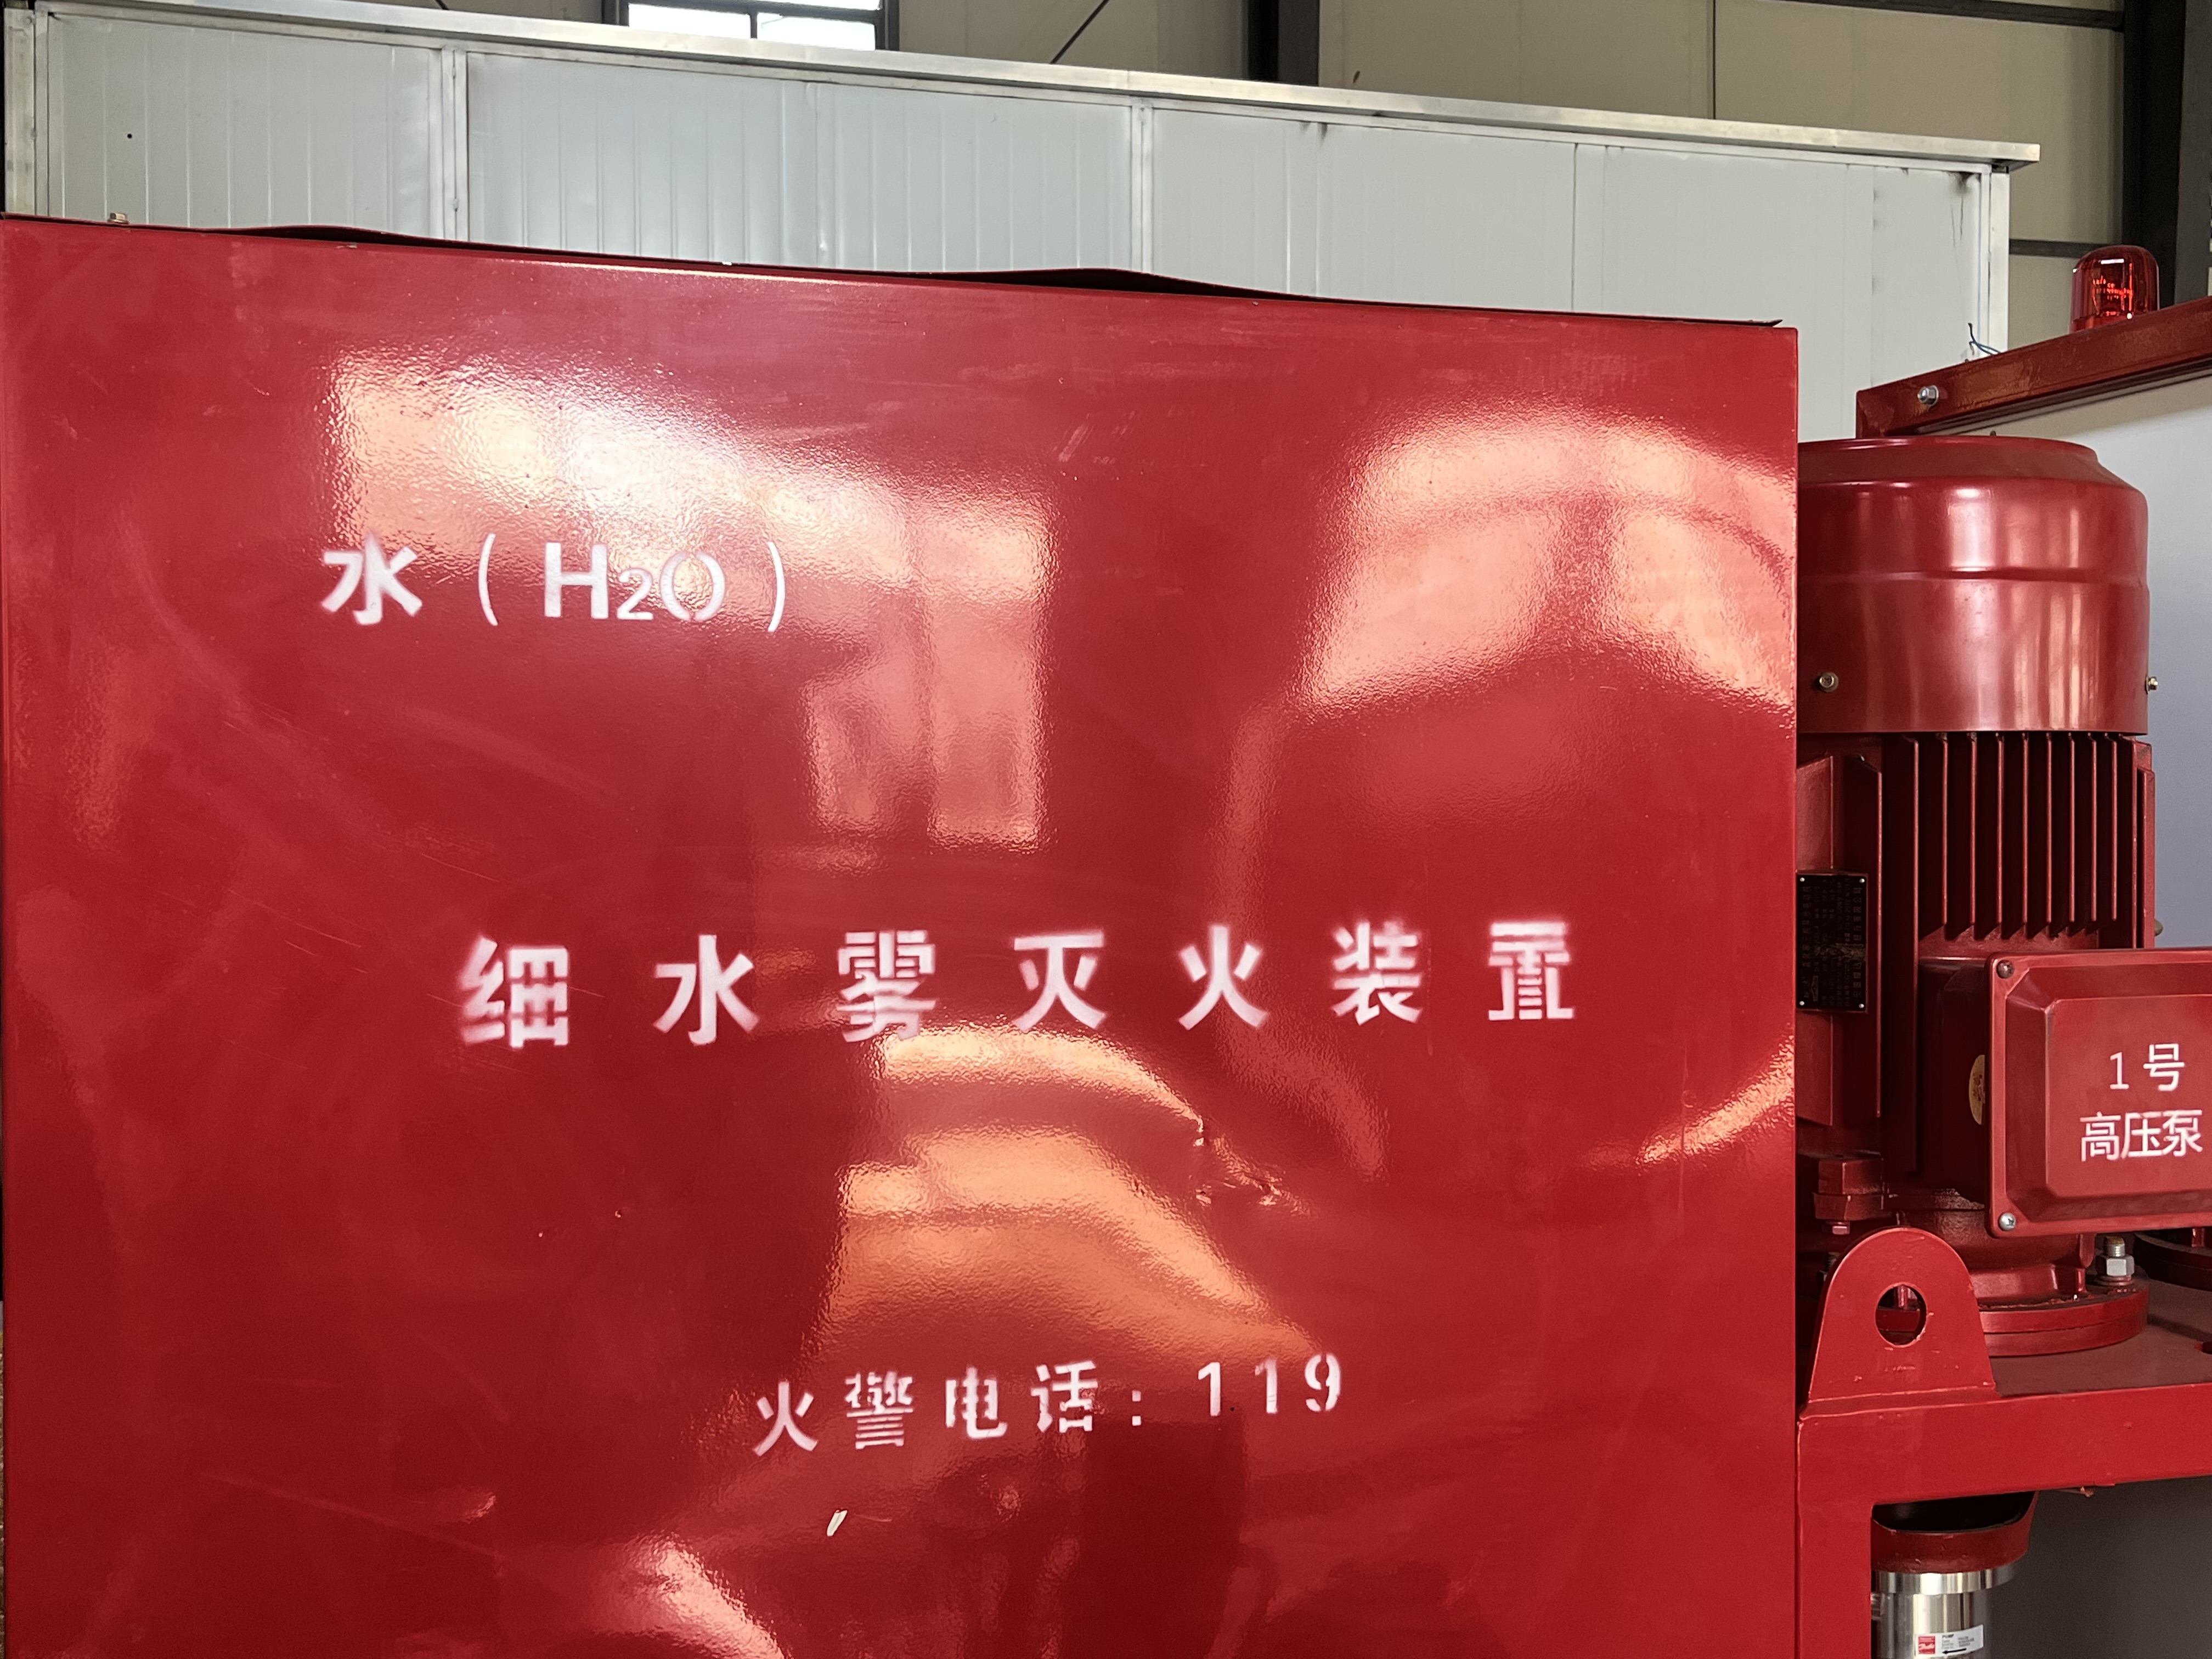 水（H2O）
细水雾灭火装置
火警电话：119
1号
高压泵